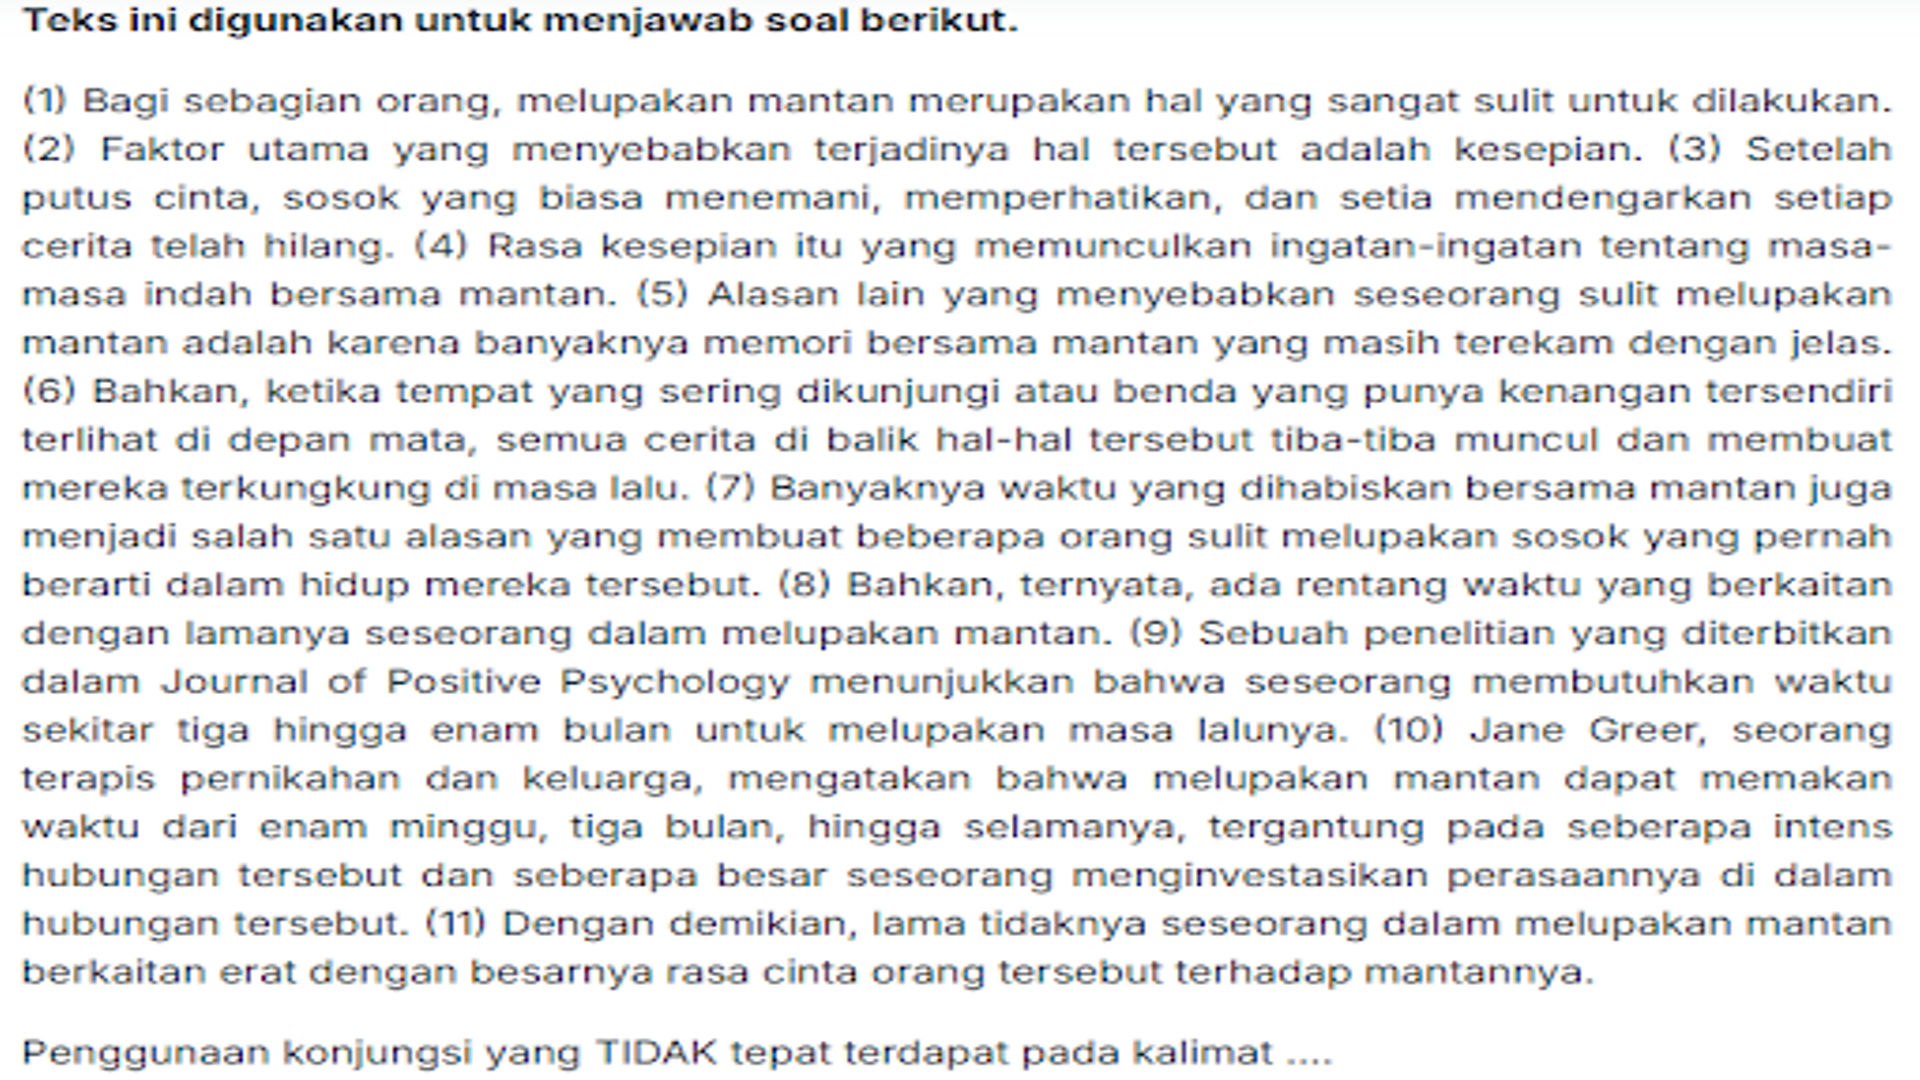 Teks ini digunakan untuk menjawab soal berikut.
(1) Bagi sebagian orang, melupakan mantan merupakan hal yang sangat sulit untuk dilakukan.
(2) Faktor utama yang menyebabkan terjadinya hal tersebut adalah kesepian. (3) Setelah
putus cinta, sosok yang biasa menemani, memperhatikan, dan setia mendengarkan setiap
cerita telah hilang. (4) Rasa kesepian itu yang memunculkan ingatan-ingatan tentang masa-
masa indah bersama mantan. (5) Alasan lain yang menyebabkan seseorang sulit melupakan
mantan adalah karena banyaknya memori bersama mantan yang masih terekam dengan jelas.
(6) Bahkan, ketika tempat yang sering dikunjungi atau benda yang punya kenangan tersendiri
terlihat di depan mata, semua cerita di balik hal-hal tersebut tiba-tiba muncul dan membuat
mereka terkungkung di masa lalu. (7) Banyaknya waktu yang dihabiskan bersama mantan juga
menjadi salah satu alasan yang membuat beberapa orang sulit melupakan sosok yang pernah
berarti dalam hidup mereka tersebut. (8) Bahkan, ternyata, ada rentang waktu yang berkaitan
dengan lamanya seseorang dalam melupakan mantan. (9) Sebuah penelitian yang diterbitkan
dalam Journal of Positive Psychology menunjukkan bahwa seseorang membutuhkan waktu
sekitar tiga hingga enam bulan untuk melupakan masa lalunya. (10) Jane Greer, seorang
terapis pernikahan dan keluarga, mengatakan bahwa melupakan mantan dapat memakan
waktu dari enam minggu, tiga bulan, hingga selamanya, tergantung pada seberapa intens
hubungan tersebut dan seberapa besar seseorang menginvestasikan perasaannya di dalam
hubungan tersebut. (11) Dengan demikian, lama tidaknya seseorang dalam melupakan mantan
berkaitan erat dengan besarnya rasa cinta orang tersebut terhadap mantannya.
Penggunaan konjungsi yang TIDAK tepat terdapat pada kalimat ....